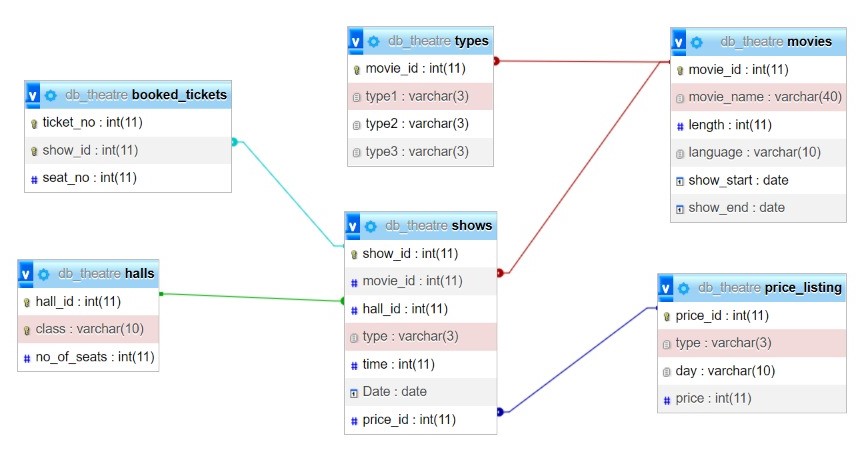 db_theatre types
movie_id : int(11)
type1 : varchar(3)
type2 : varchar(3)
type3 : varchar(3)
db_theatre movies
movie_id : int(11)
movie_name : varchar(40)
length : int(11)
language : varchar(10)
show_start : date
show_end : date
db_theatre booked_tickets
ticket_no : int(11)
show_id : int(11)
seat_no : int(11)
db_theatre shows
show_id : int(11)
movie_id : int(11)
hall_id : int(11)
type : varchar(3)
time : int(11)
Date : date
price_id : int(11)
db_theatre halls
hall_id : int(11)
class : varchar(10)
no_of_seats : int(11)
db_theatre price_listing
price_id : int(11)
type : varchar(3)
day : varchar(10)
price : int(11)